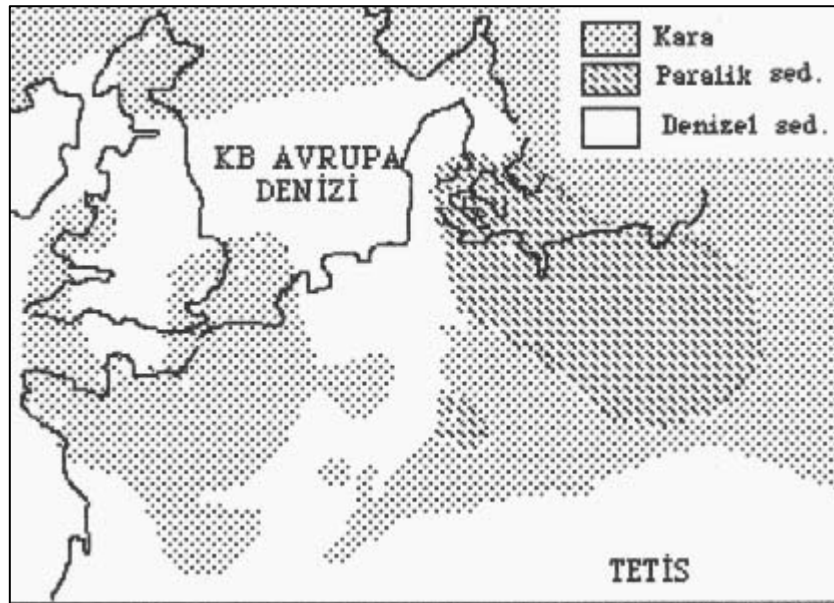 Kara
Paralik sed.
Denizel sed.
KB AVRUPA
DENİZİ
TETİS